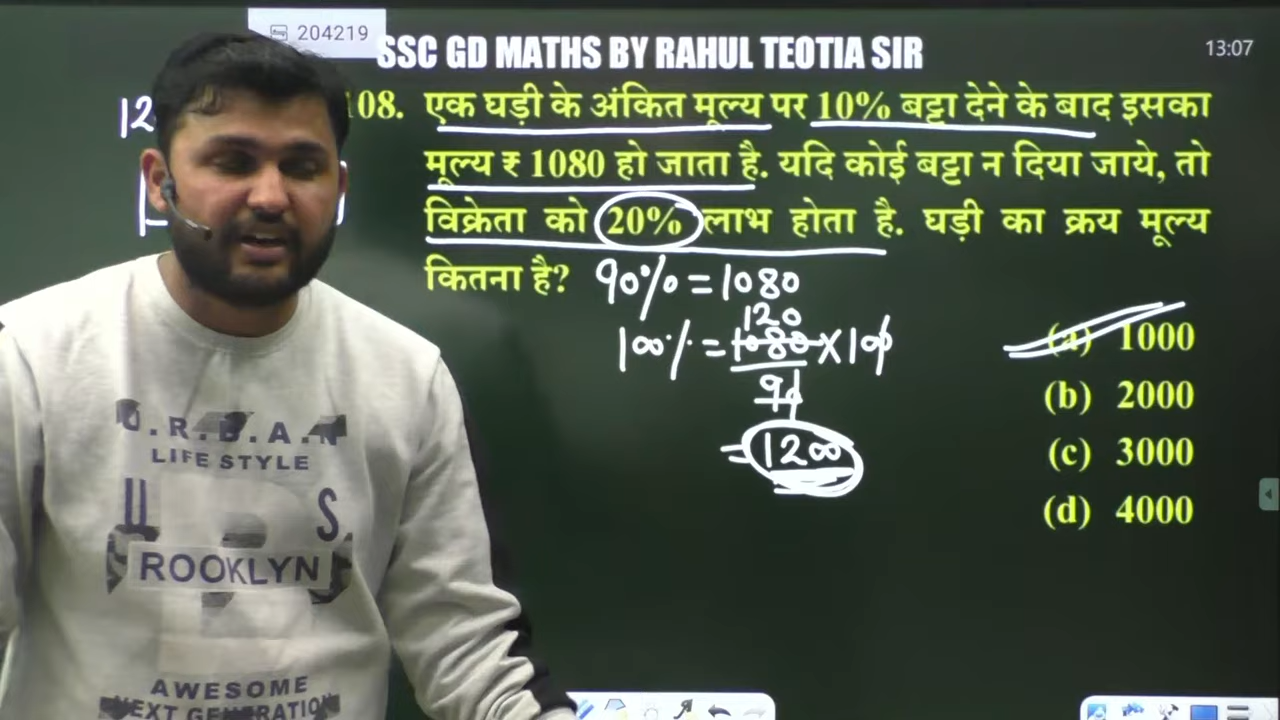 204219
SSC GD MATHS BY RAHUL TEOTIA SIR
13:07
108. एक घड़ी के अंकित मूल्य पर 10% बट्टा देने के बाद इसका
मूल्य ₹ 1080 हो जाता है. यदि कोई बट्टा न दिया जाये, तो
विक्रेता को 20% लाभ होता है. घड़ी का क्रय मूल्य
कितना है?
90% = 1080
120
100% = 1080 × 100
90
= 1200
(a) 1000
(b) 2000
(c) 3000
(d) 4000
U.R.B.A.N
LIFE STYLE
U S
ROOKLYN
AWESOME
NEXT GENERATION